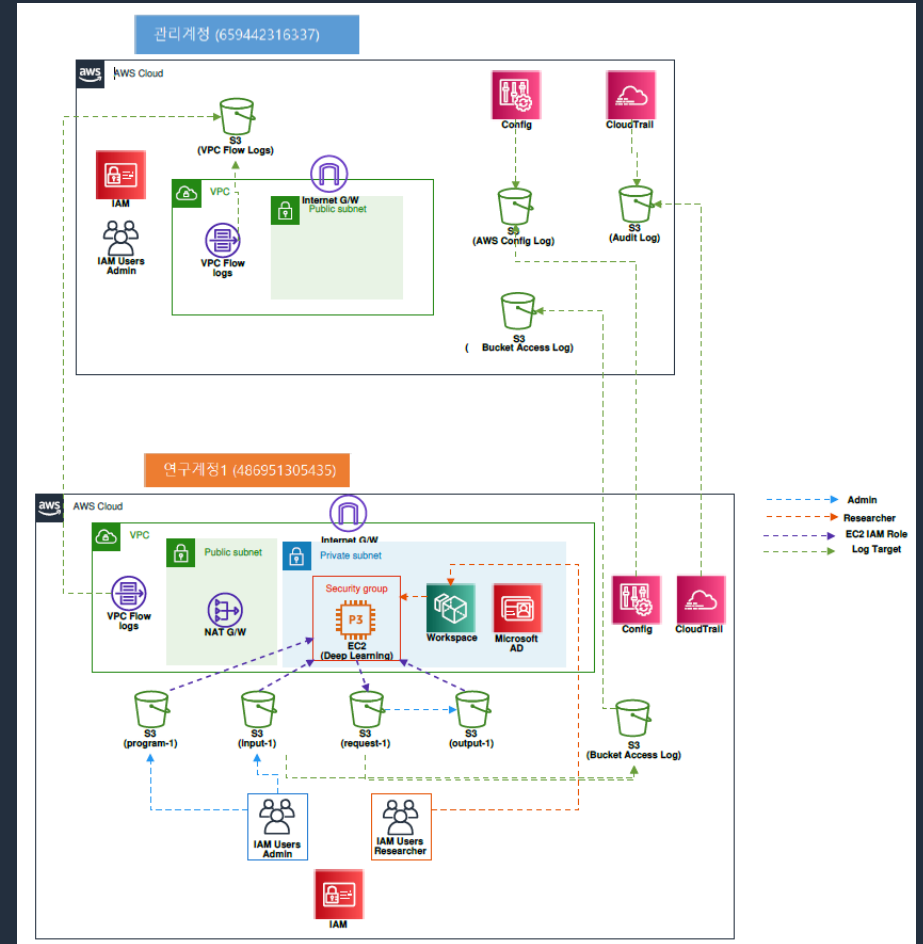 관리계정 (659442316337)
aws
AWS Cloud
Config
CloudTrail
S3
(VPC Flow Logs)
IAM
VPC
Internet G/W
Public subnet
IAM Users
Admin
VPC Flow
logs
S3
(AWS Config Log)
S3
(Audit Log)
S3
( Bucket Access Log)
연구계정1 (486951305435)
aws
AWS Cloud
Admin
Researcher
EC2 IAM Role
Log Target
VPC
Internet G/W
Public subnet
Private subnet
Security group
P3
VPC Flow
logs
NAT G/W
EC2
(Deep Learning)
Workspace
Microsoft
AD
Config
CloudTrail
S3
(program-1)
S3
(input-1)
S3
(request-1)
S3
(output-1)
S3
(Bucket Access Log)
IAM Users
Admin
IAM Users
Researcher
IAM